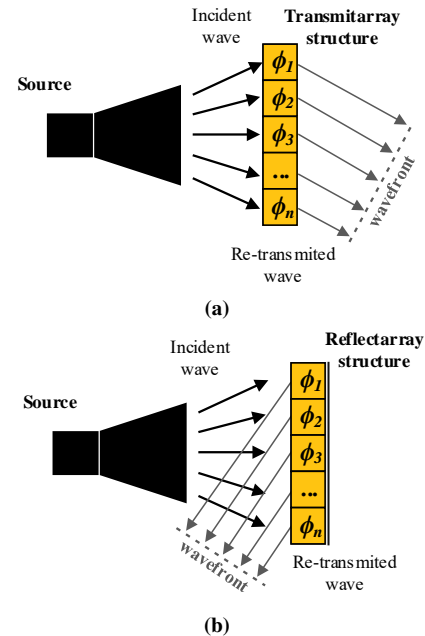 Incident
wave
Transmitarray
structure
Source
ϕ1
ϕ2
ϕ3
...
ϕn
wavefront
Re-transmited
wave
(a)
Incident
wave
Reflectarray
structure
Source
ϕ1
ϕ2
ϕ3
...
ϕn
wavefront
Re-transmited
wave
(b)